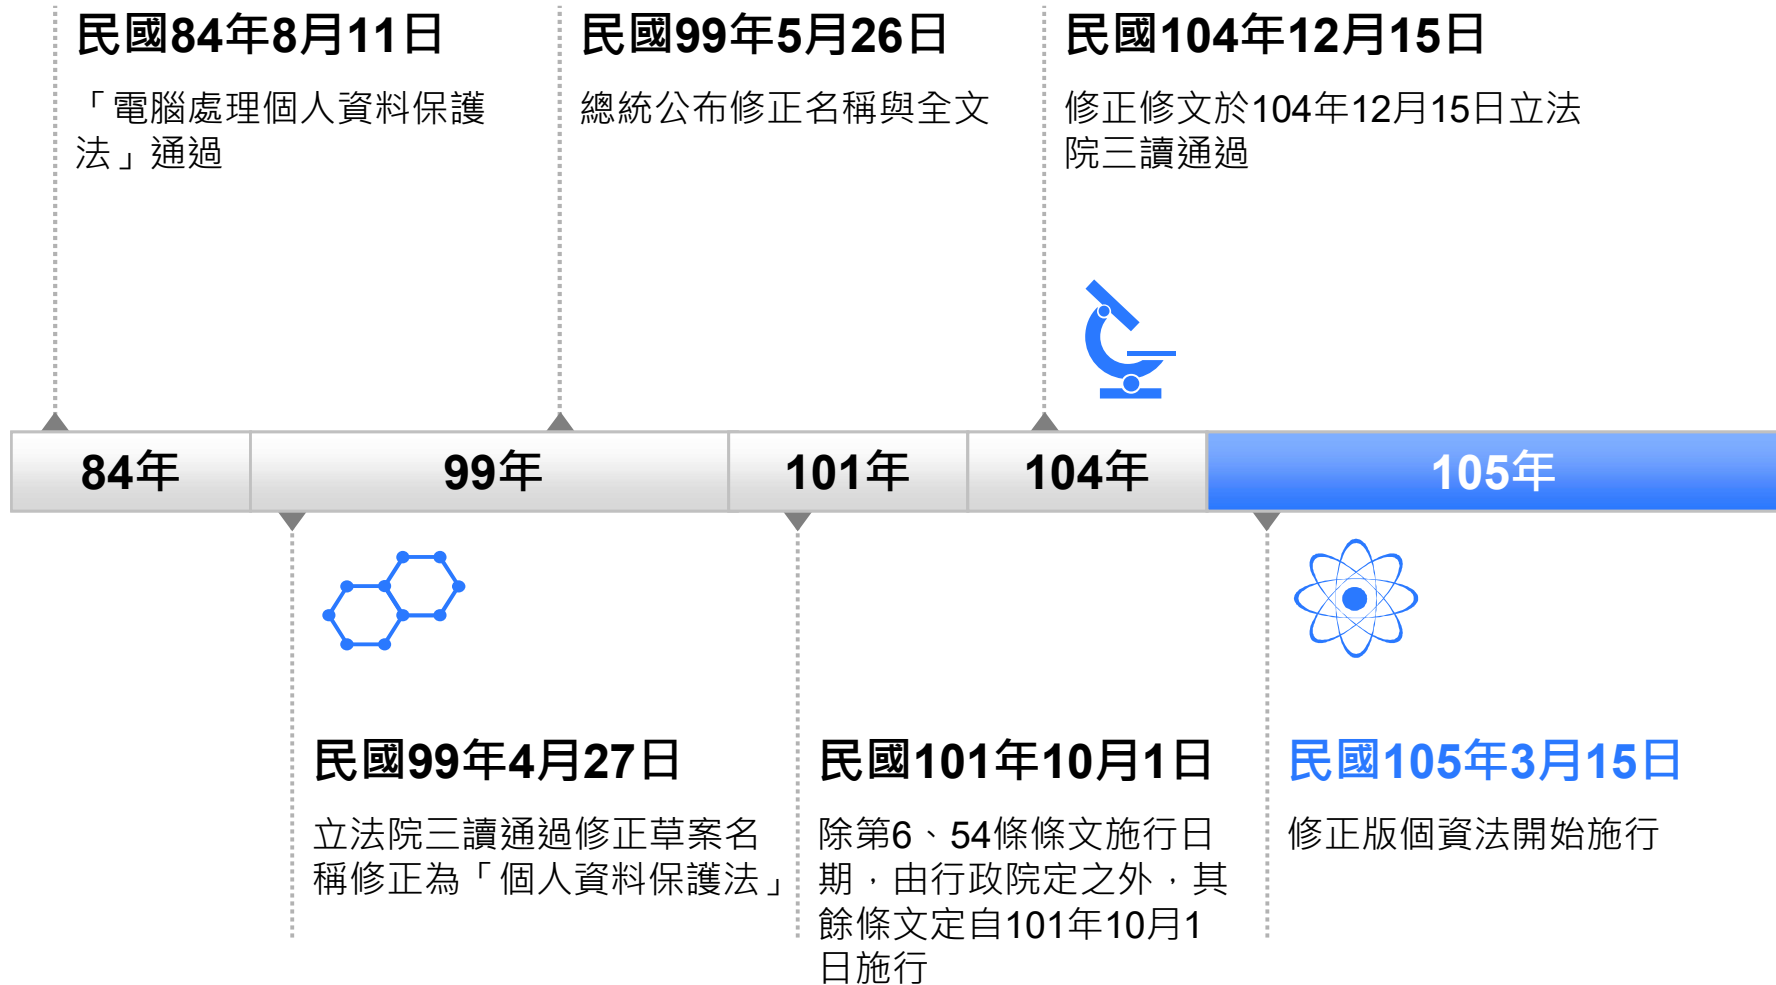 民國84年8月11日
「電腦處理個人資料保護
法」通過
民國99年5月26日
總統公布修正名稱與全文
民國104年12月15日
修正修文於104年12月15日立法
院三讀通過
84年
99年
101年
104年
105年
民國99年4月27日
立法院三讀通過修正草案名
稱修正為「個人資料保護法」
民國101年10月1日
除第6、54條條文施行日
期，由行政院定之外，其
餘條文定自101年10月1
日施行
民國105年3月15日
修正版個資法開始施行